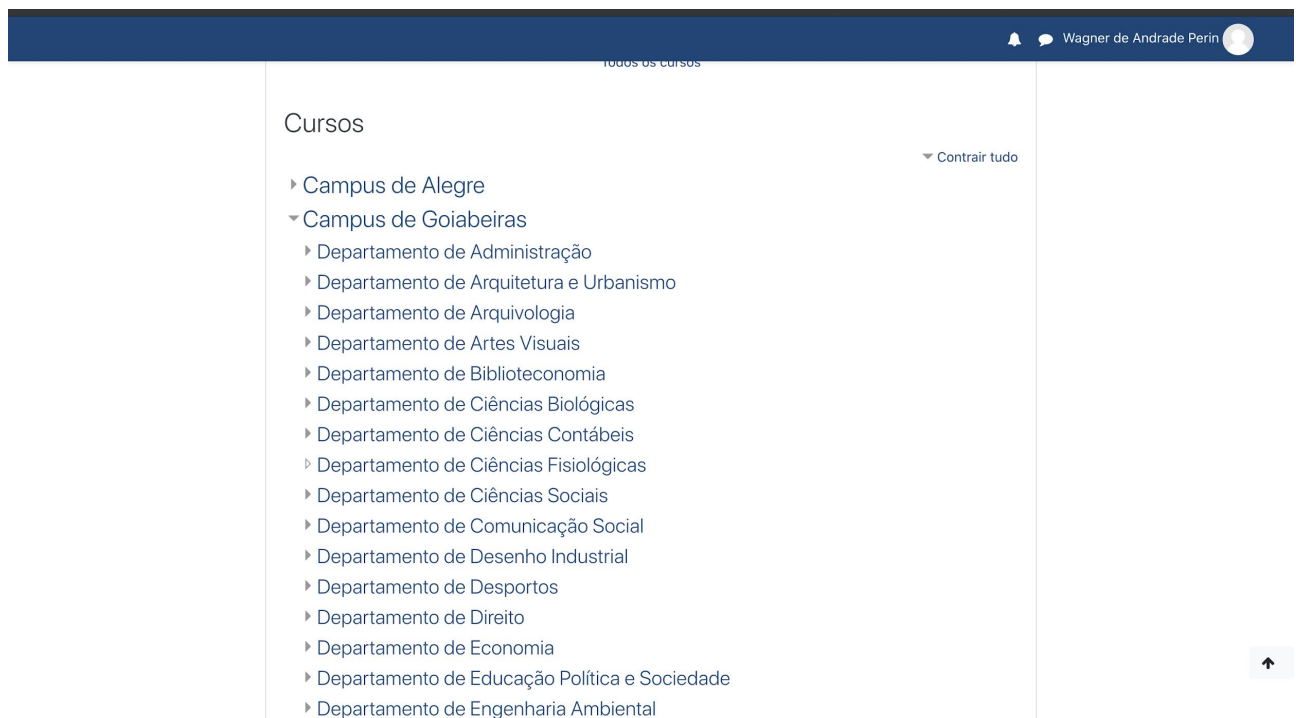 Wagner de Andrade Perin
Todos os cursos
Cursos
Contrair tudo
Campus de Alegre
Campus de Goiabeiras
Departamento de Administração
Departamento de Arquitetura e Urbanismo
Departamento de Arquivologia
Departamento de Artes Visuais
Departamento de Biblioteconomia
Departamento de Ciências Biológicas
Departamento de Ciências Contábeis
Departamento de Ciências Fisiológicas
Departamento de Ciências Sociais
Departamento de Comunicação Social
Departamento de Desenho Industrial
Departamento de Desportos
Departamento de Direito
Departamento de Economia
Departamento de Educação Política e Sociedade
Departamento de Engenharia Ambiental